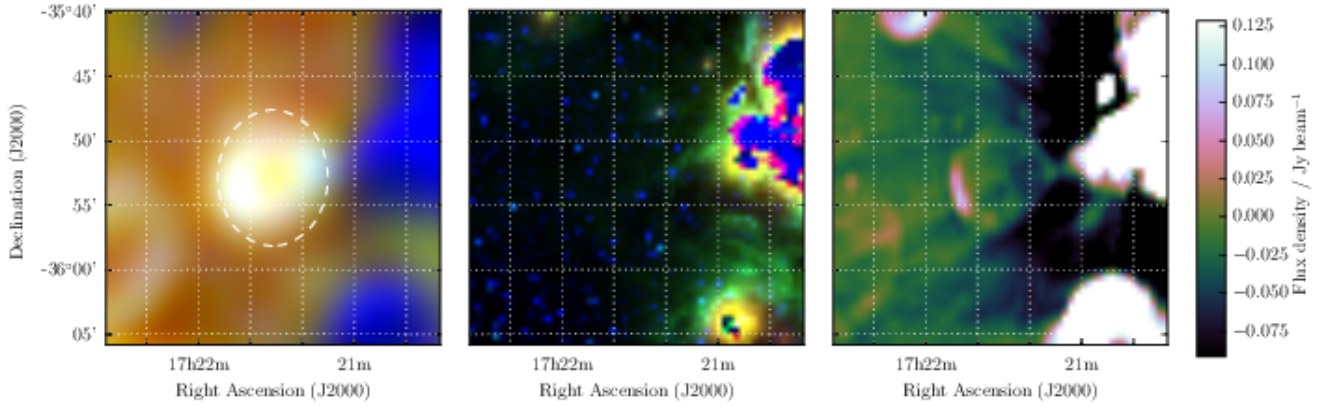 -35°40'
45'
50'
55'
-36°00'
05'
Declination (J2000)
17h22m
21m
Right Ascension (J2000)
17h22m
21m
Right Ascension (J2000)
17h22m
21m
Right Ascension (J2000)
0.125
0.100
0.075
0.050
0.025
0.000
−0.025
−0.050
−0.075
Flux density / Jy beam⁻¹